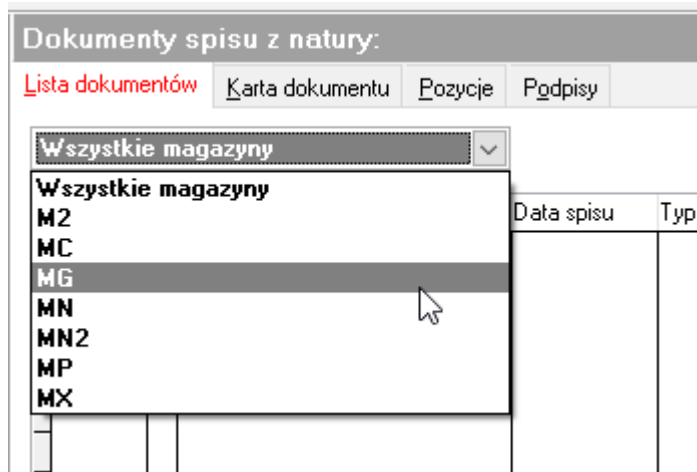 Dokumenty spisu z natury:
Lista dokumentów Karta dokumentu Pozycje Podpisy
Wszystkie magazyny
Wszystkie magazyny
M2 Data spisu Typ
MC
MG
MN
MN2
MP
MX